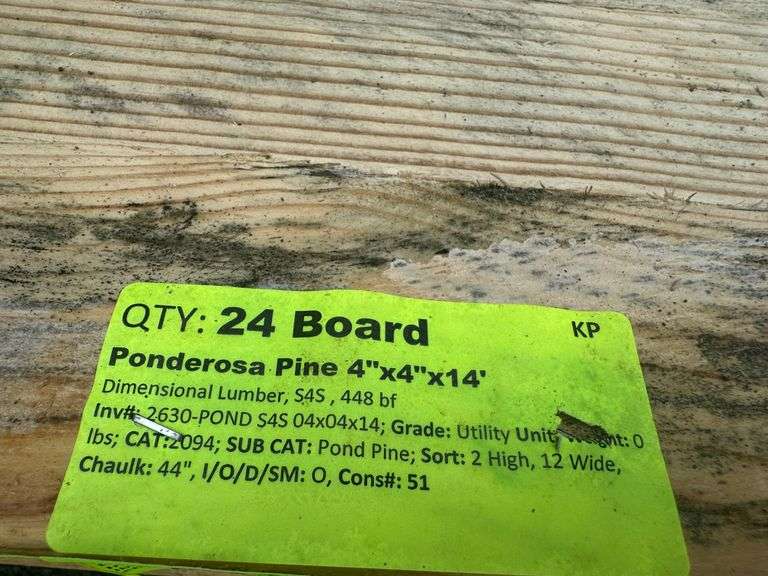 QTY: 24 Board KP
Ponderosa Pine 4"x4"x14'
Dimensional Lumber, S4S , 448 bf
Inv#: 2630-POND S4S 04x04x14; Grade: Utility Unit 0
lbs; CAT:2094; SUB CAT: Pond Pine; Sort: 2 High, 12 Wide,
Chaulk: 44", I/O/D/SM: O, Cons#: 51